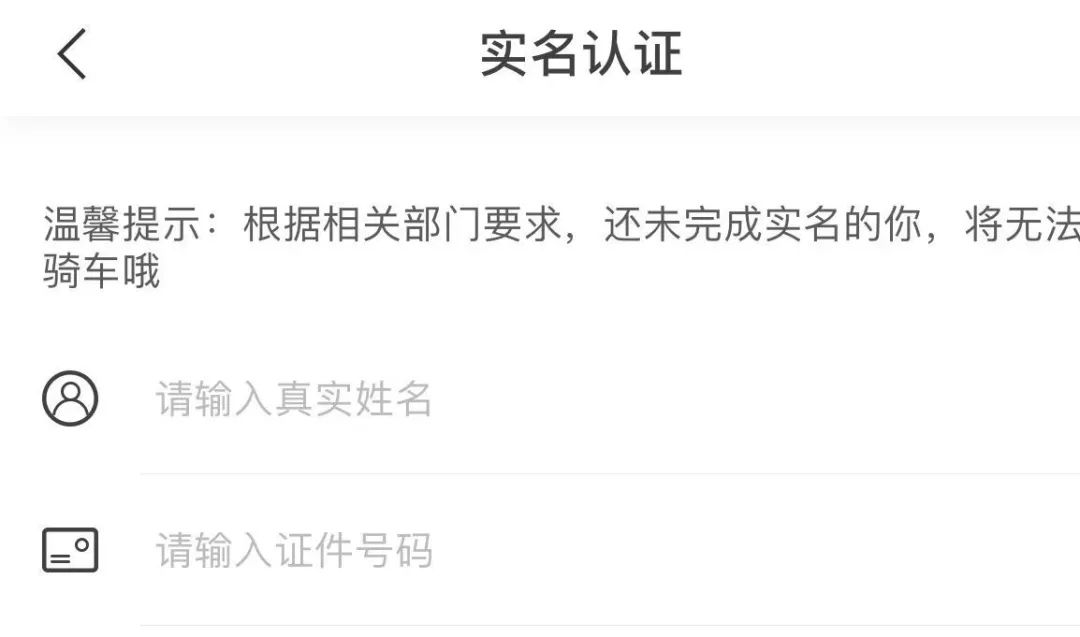 实名认证
温馨提示：根据相关部门要求，还未完成实名的你，将无法
骑车哦
请输入真实姓名
请输入证件号码